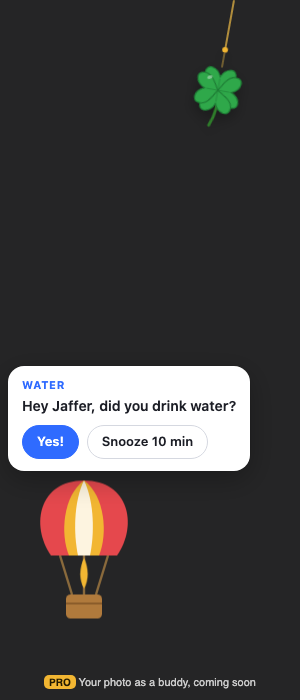 WATER
Hey Jaffer, did you drink water?
Yes! Snooze 10 min
PRO Your photo as a buddy, coming soon